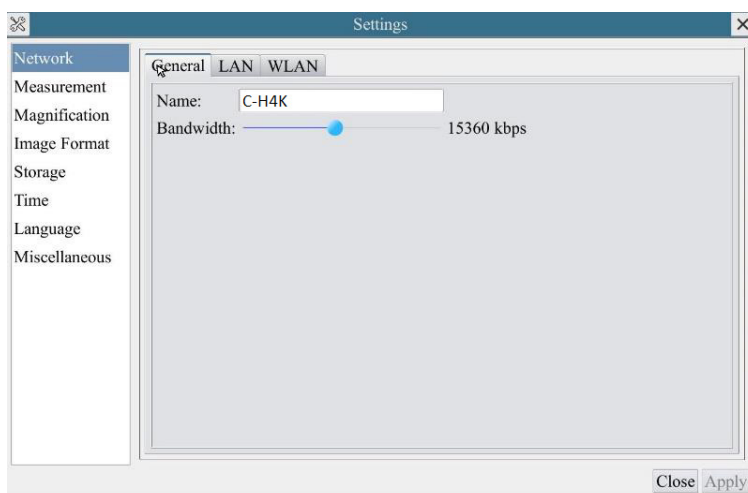 Settings
Network
Measurement
Magnification
Image Format
Storage
Time
Language
Miscellaneous
General LAN WLAN
Name: C-H4K
Bandwidth: 15360 kbps
Close Apply